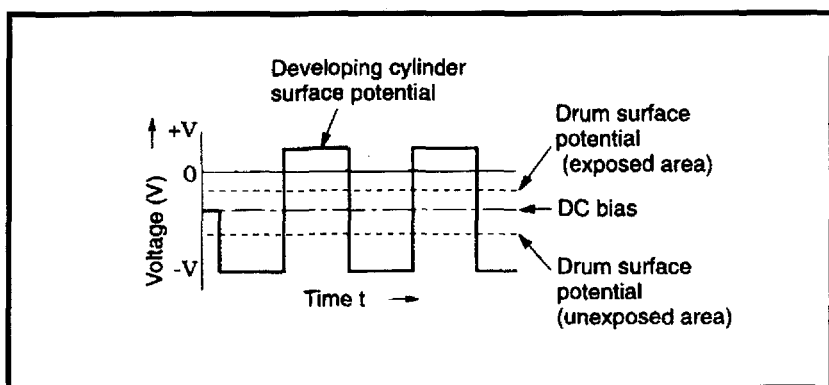 Developing cylinder
surface potential
+V
0
-V
Voltage (V)
Time t
Drum surface
potential
(exposed area)
DC bias
Drum surface
potential
(unexposed area)